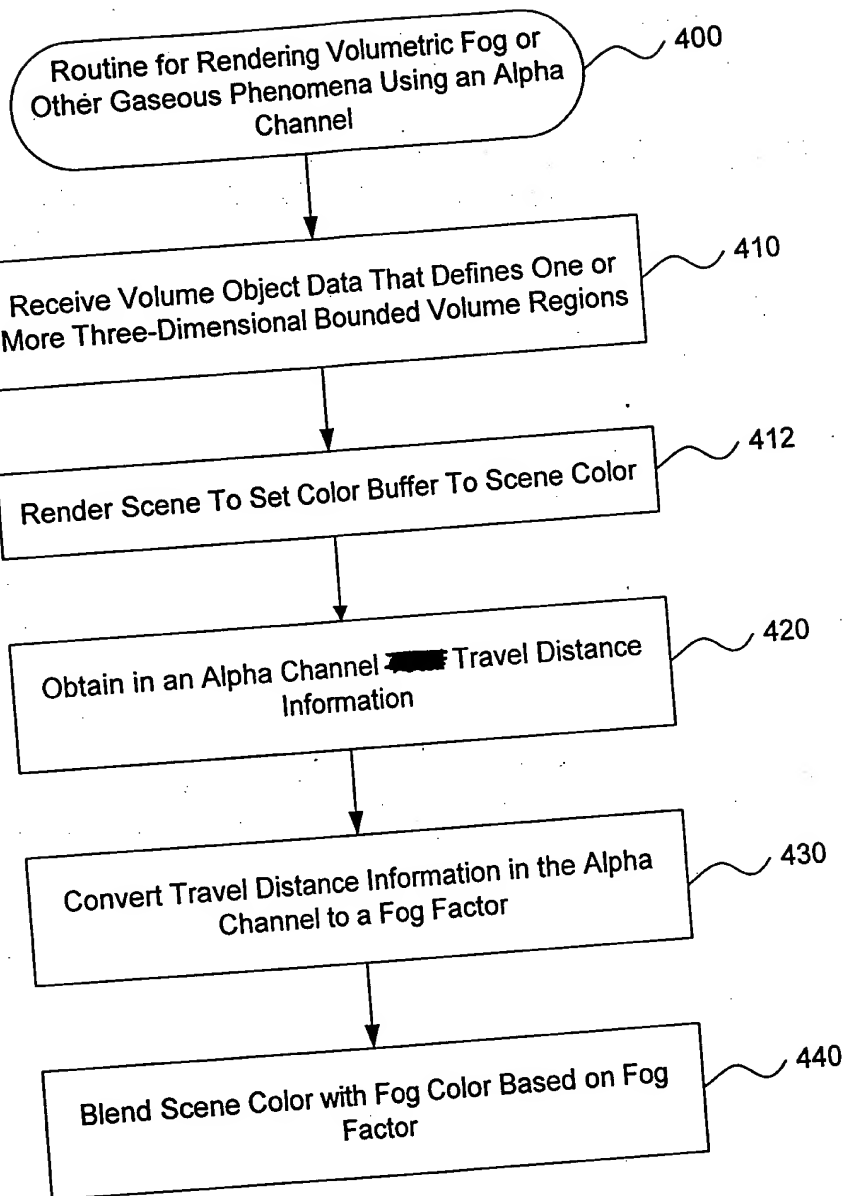 Routine for Rendering Volumetric Fog or
Other Gaseous Phenomena Using an Alpha
Channel
400
Receive Volume Object Data That Defines One or
More Three-Dimensional Bounded Volume Regions
410
Render Scene To Set Color Buffer To Scene Color
412
Obtain in an Alpha Channel Travel Distance
Information
420
Convert Travel Distance Information in the Alpha
Channel to a Fog Factor
430
Blend Scene Color with Fog Color Based on Fog
Factor
440